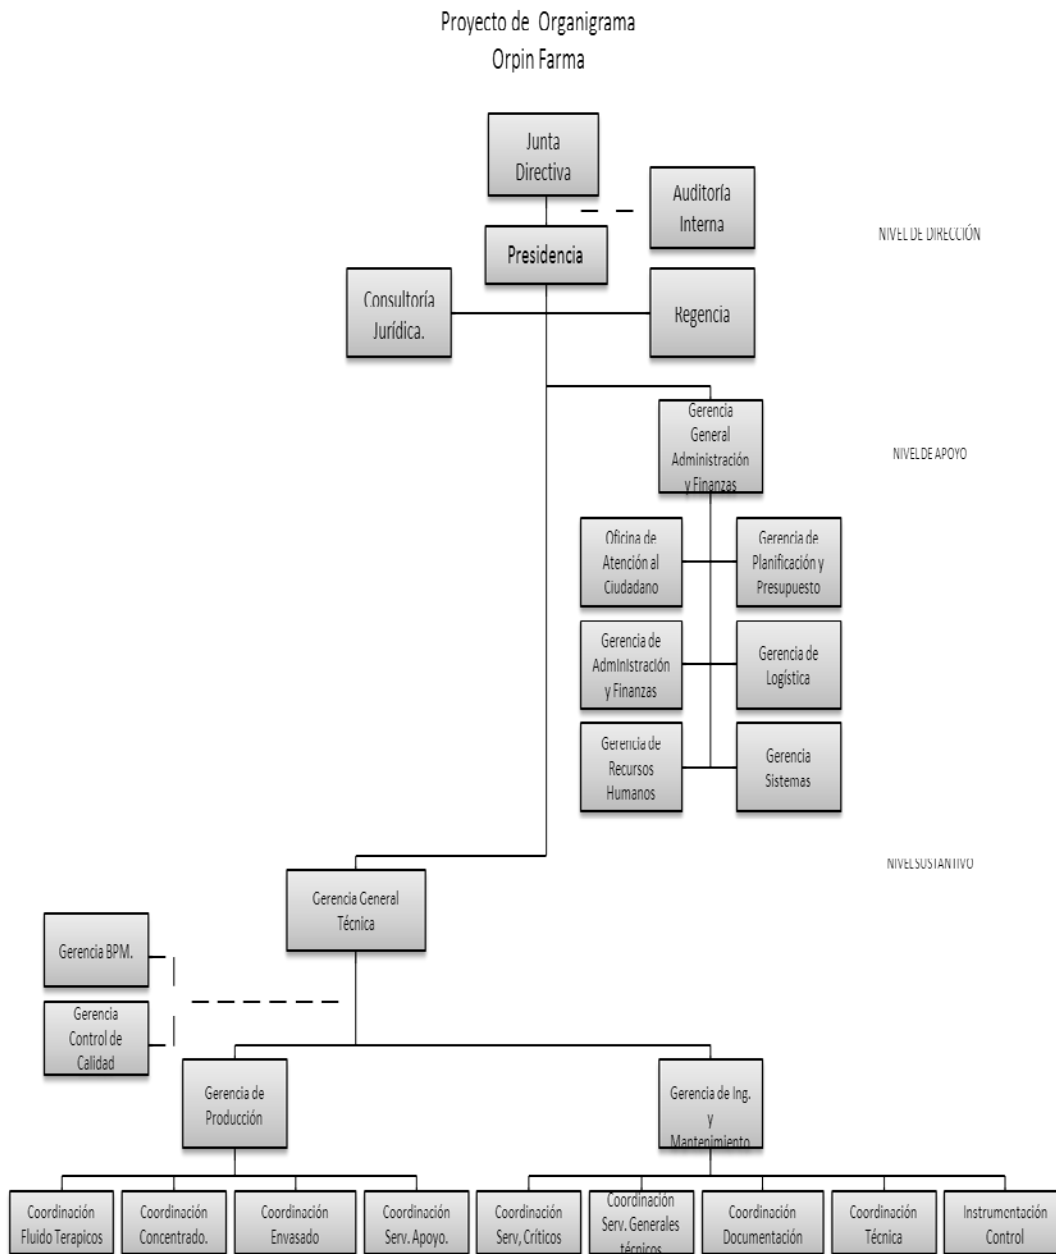 Proyecto de Organigrama
Orpin Farma
Junta
Directiva
Auditoría
Interna
NIVEL DE DIRECCIÓN
Presidencia
Consultoría
Jurídica.
Regencia
Gerencia
General
Administración
y Finanzas
NIVEL DE APOYO
Oficina de
Atención al
Ciudadano
Gerencia de
Planificación y
Presupuesto
Gerencia de
Administración
y Finanzas
Gerencia de
Logística
Gerencia de
Recursos
Humanos
Gerencia
Sistemas
NIVEL SUSTANTIVO
Gerencia General
Técnica
Gerencia BPM.
Gerencia
Control de
Calidad
Gerencia de
Producción
Gerencia de Ing.
y
Mantenimiento
Coordinación
Fluido Terapicos
Coordinación
Concentrado.
Coordinación
Envasado
Coordinación
Serv. Apoyo.
Coordinación
Serv, Críticos
Coordinación
Serv. Generales
técnicos
Coordinación
Documentación
Coordinación
Técnica
Instrumentación
Control